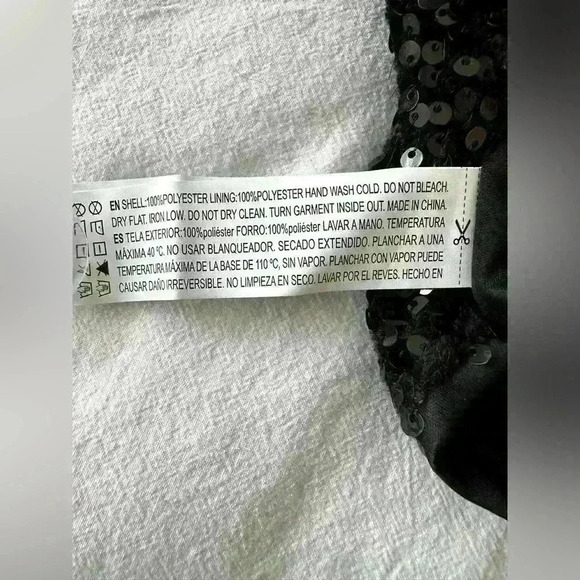 EN SHELL:100%POLYESTER LINING:100%POLYESTER HAND WASH COLD. DO NOT BLEACH.
DRY FLAT. IRON LOW. DO NOT DRY CLEAN. TURN GARMENT INSIDE OUT. MADE IN CHINA.
ES TELA EXTERIOR:100%poliéster FORRO:100%poliéster LAVAR A MANO. TEMPERATURA
MÁXIMA 40 ºC. NO USAR BLANQUEADOR. SECADO EXTENDIDO. PLANCHAR A UNA
TEMPERATURA MÁXIMA DE LA BASE DE 110 ºC, SIN VAPOR. PLANCHAR CON VAPOR PUEDE
CAUSAR DAÑO IRREVERSIBLE. NO LIMPIEZA EN SECO. LAVAR POR EL REVES. HECHO EN